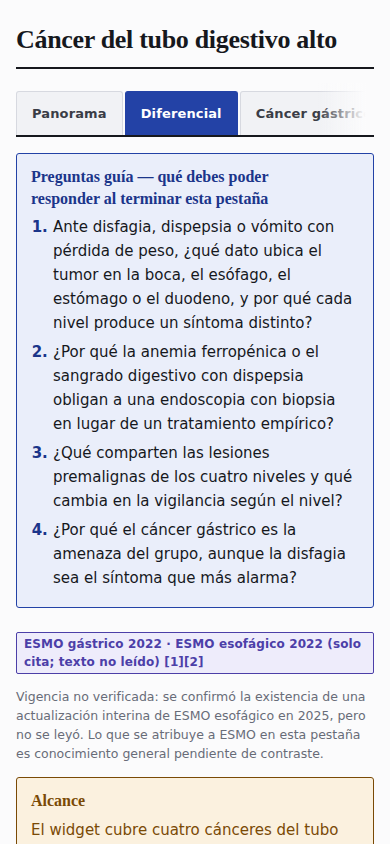 Cáncer del tubo digestivo alto
Panorama
Diferencial
Cáncer gástric
Preguntas guía — qué debes poder
responder al terminar esta pestaña
1. Ante disfagia, dispepsia o vómito con
pérdida de peso, ¿qué dato ubica el
tumor en la boca, el esófago, el
estómago o el duodeno, y por qué cada
nivel produce un síntoma distinto?
2. ¿Por qué la anemia ferropénica o el
sangrado digestivo con dispepsia
obligan a una endoscopia con biopsia
en lugar de un tratamiento empírico?
3. ¿Qué comparten las lesiones
premalignas de los cuatro niveles y qué
cambia en la vigilancia según el nivel?
4. ¿Por qué el cáncer gástrico es la
amenaza del grupo, aunque la disfagia
sea el síntoma que más alarma?
ESMO gástrico 2022 · ESMO esofágico 2022 (solo
cita; texto no leído) [1][2]
Vigencia no verificada: se confirmó la existencia de una
actualización interina de ESMO esofágico en 2025, pero
no se leyó. Lo que se atribuye a ESMO en esta pestaña
es conocimiento general pendiente de contraste.
Alcance
El widget cubre cuatro cánceres del tubo